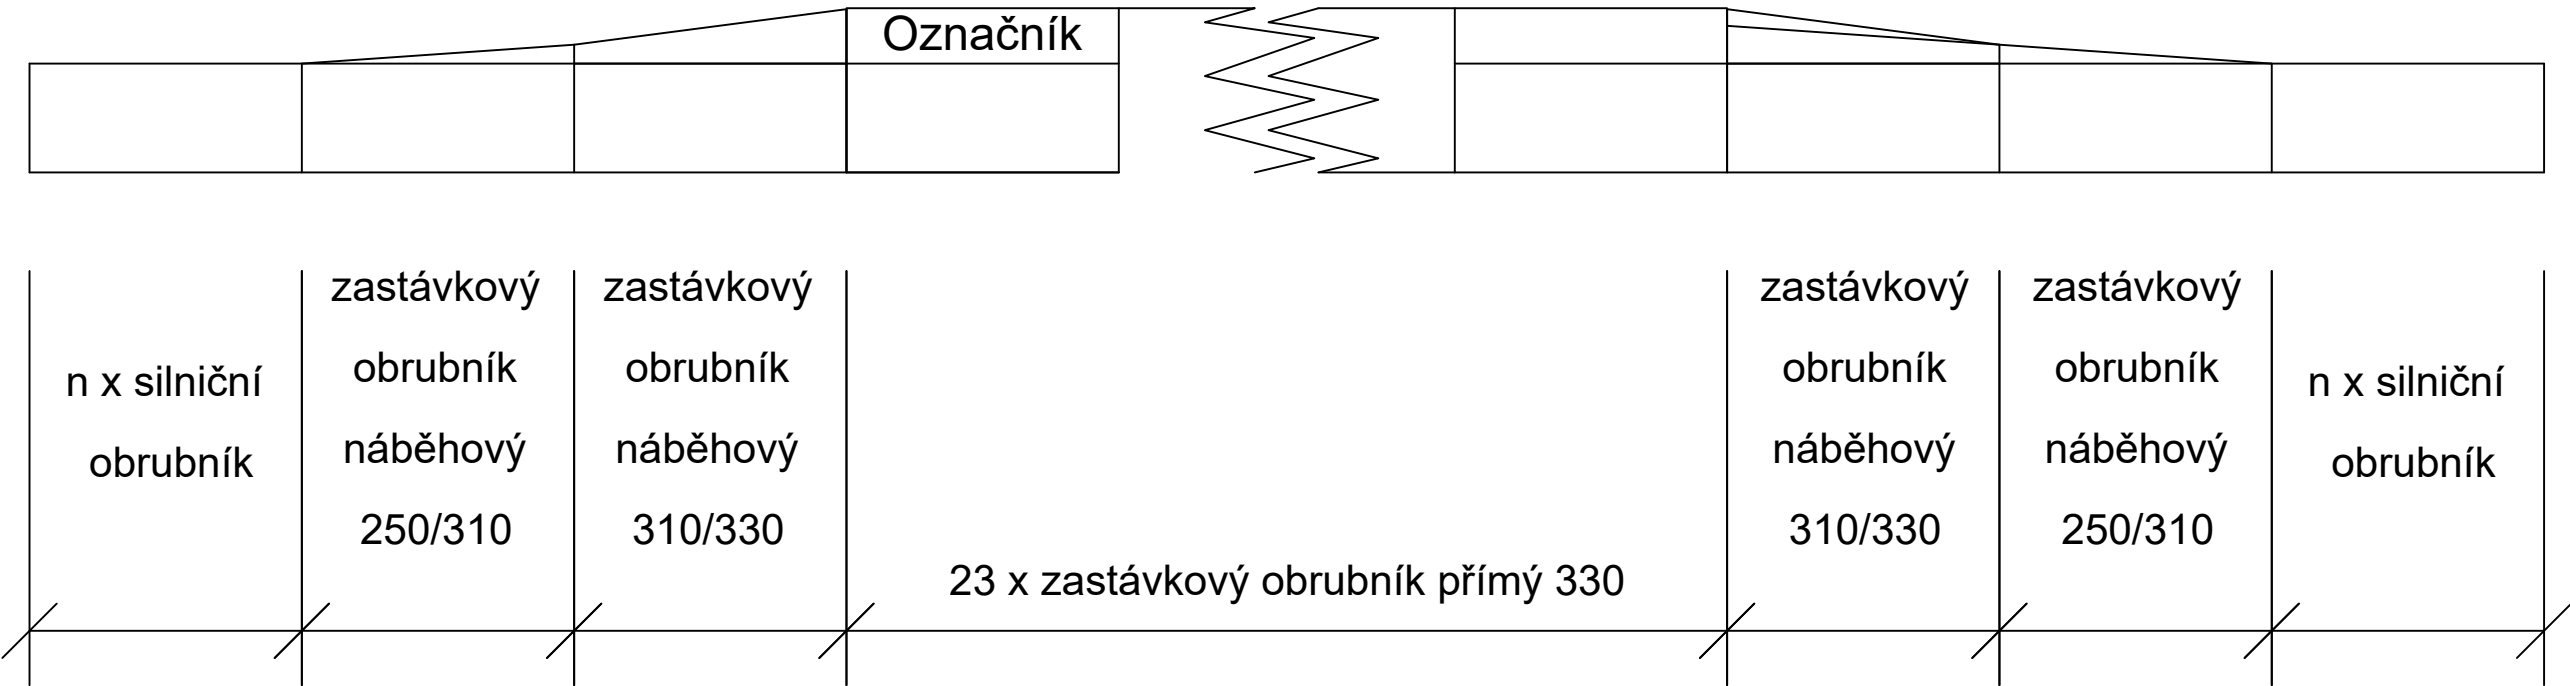 Označník
n x silniční
obrubník
zastávkový
obrubník
náběhový
250/310
zastávkový
obrubník
náběhový
310/330
23 x zastávkový obrubník přímý 330
zastávkový
obrubník
náběhový
310/330
zastávkový
obrubník
náběhový
250/310
n x silniční
obrubník